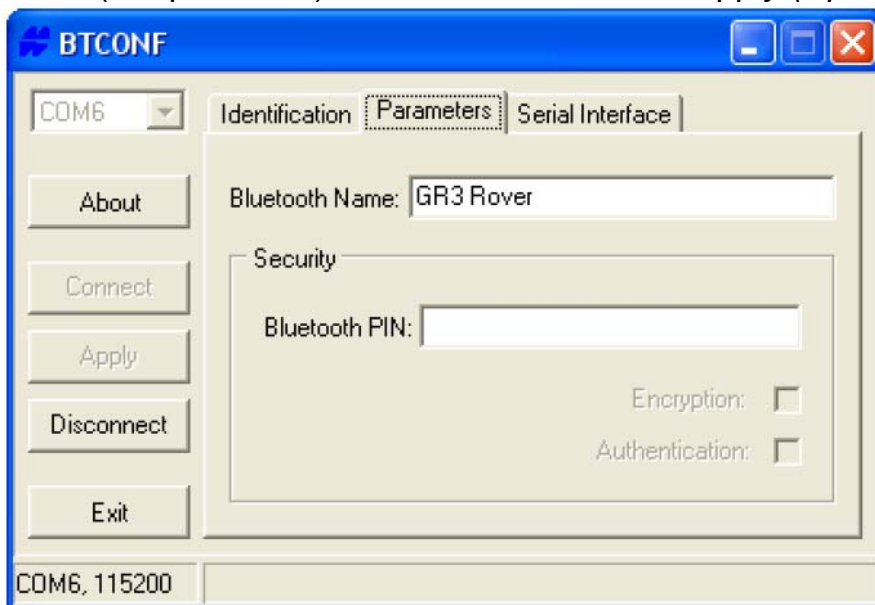 BTCONF
COM6
Identification
Parameters
Serial Interface
About
Bluetooth Name:
GR3 Rover
Security
Connect
Bluetooth PIN:
Apply
Encryption:
Disconnect
Authentication:
Exit
COM6, 115200